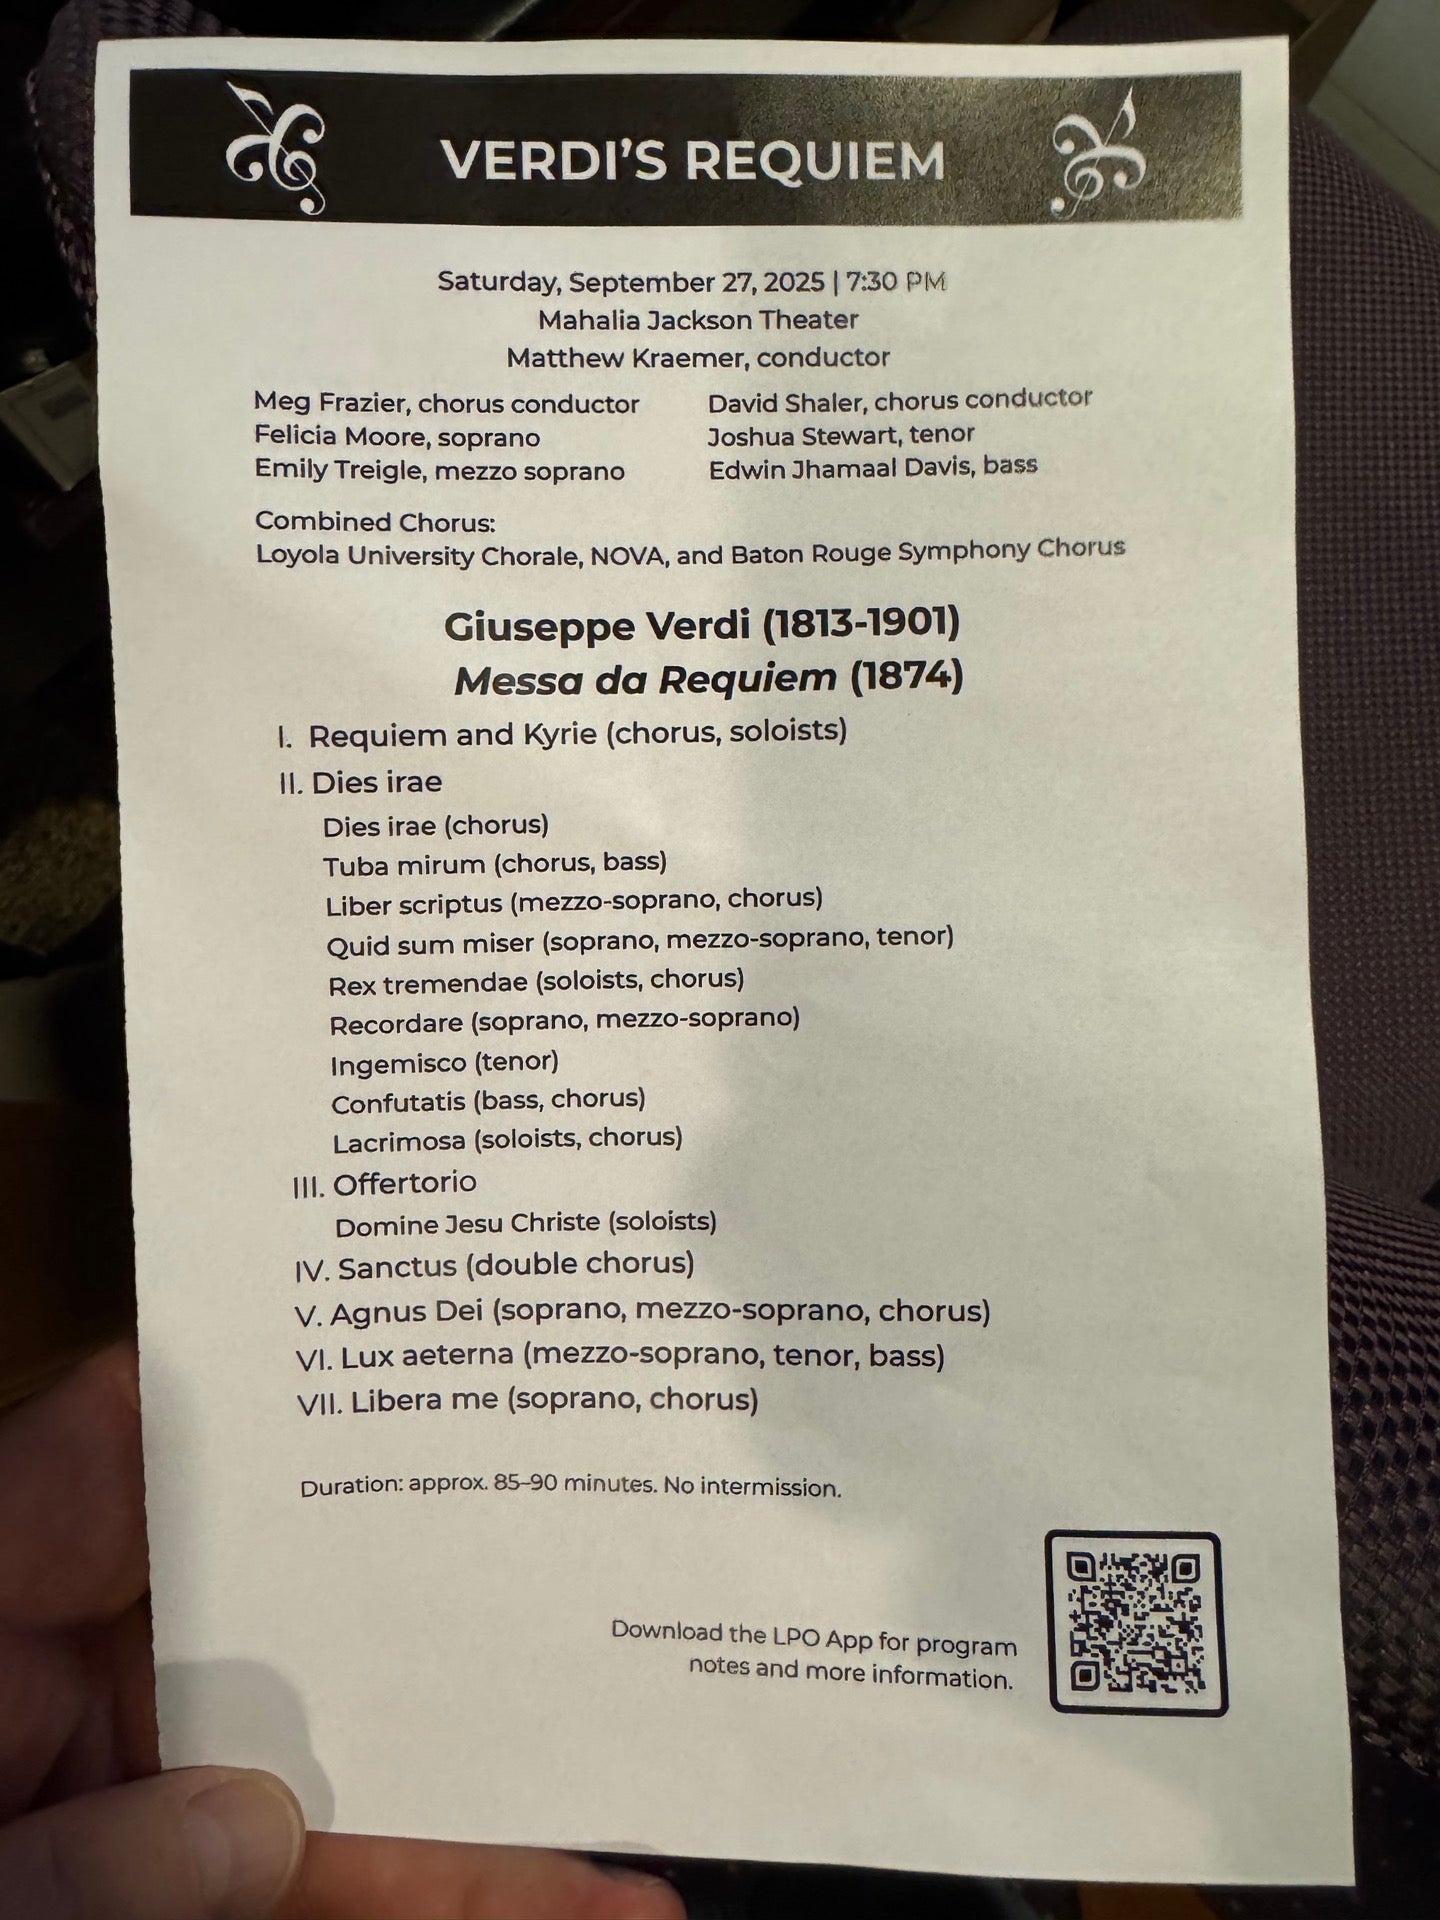 VERDI'S REQUIEM
Saturday, September 27, 2025 | 7:30 PM
Mahalia Jackson Theater
Matthew Kraemer, conductor
Meg Frazier, chorus conductor
Felicia Moore, soprano
Emily Treigle, mezzo soprano
David Shaler, chorus conductor
Joshua Stewart, tenor
Edwin Jhamaal Davis, bass
Combined Chorus:
Loyola University Chorale, NOVA, and Baton Rouge Symphony Chorus
Giuseppe Verdi (1813-1901)
Messa da Requiem (1874)
I. Requiem and Kyrie (chorus, soloists)
II. Dies irae
Dies irae (chorus)
Tuba mirum (chorus, bass)
Liber scriptus (mezzo-soprano, chorus)
Quid sum miser (soprano, mezzo-soprano, tenor)
Rex tremendae (soloists, chorus)
Recordare (soprano, mezzo-soprano)
Ingemisco (tenor)
Confutatis (bass, chorus)
Lacrimosa (soloists, chorus)
III. Offertorio
Domine Jesu Christe (soloists)
IV. Sanctus (double chorus)
V. Agnus Dei (soprano, mezzo-soprano, chorus)
VI. Lux aeterna (mezzo-soprano, tenor, bass)
VII. Libera me (soprano, chorus)
Duration: approx. 85–90 minutes. No intermission.
Download the LPO App for program
notes and more information.